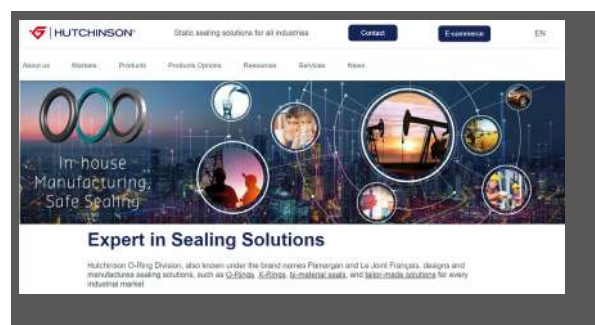 HUTCHINSON®
Static sealing solutions for all industries
Contact
E-commerce
EN
About us Markets Products Products Options Resources Services News
In-house
Manufacturing,
Safe Sealing
Expert in Sealing Solutions
Hutchinson O-Ring Division, also known under the brand names Pamargan and Le Joint Français, designs and
manufactures sealing solutions, such as O-Rings, X-Rings, bi-material seals, and tailor-made solutions for every
industrial market